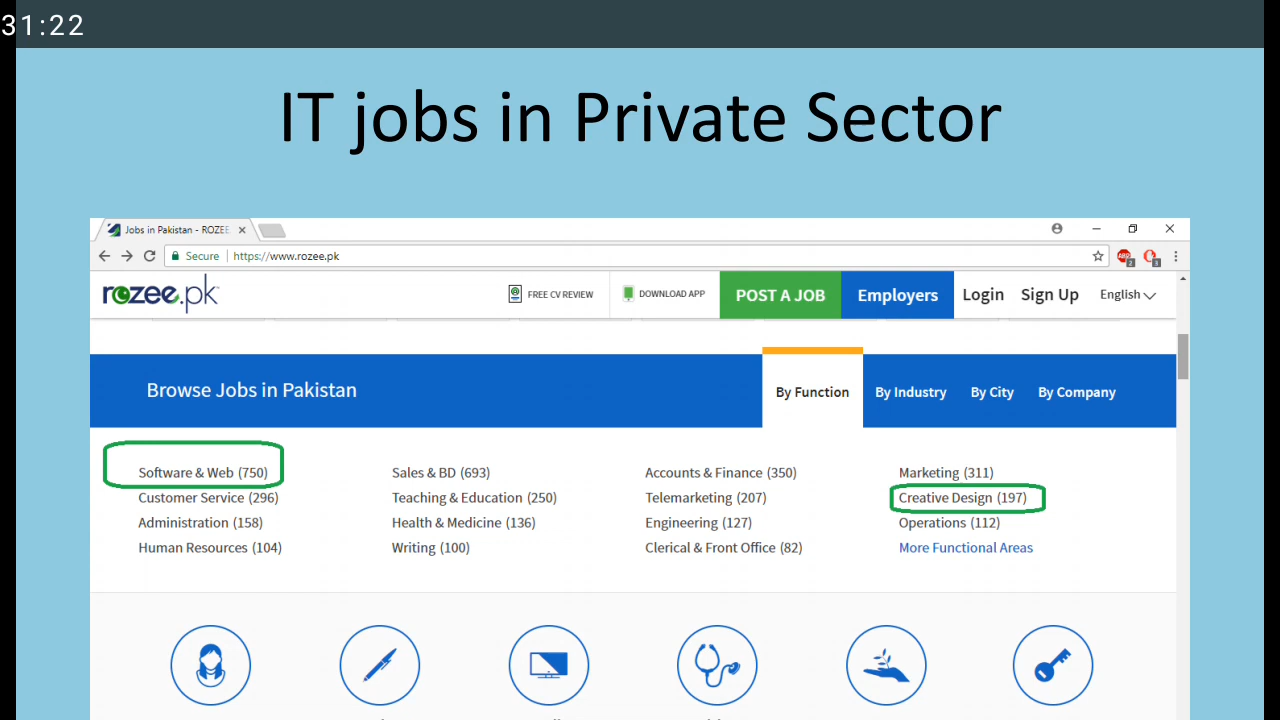 31:22
IT jobs in Private Sector
Jobs in Pakistan - ROZEE
Secure https://www.rozee.pk
2 3
rozee.pk FREE CV REVIEW DOWNLOAD APP POST A JOB Employers Login Sign Up English
Browse Jobs in Pakistan By Function By Industry By City By Company
Software & Web (750) Sales & BD (693) Accounts & Finance (350) Marketing (311)
Customer Service (296) Teaching & Education (250) Telemarketing (207) Creative Design (197)
Administration (158) Health & Medicine (136) Engineering (127) Operations (112)
Human Resources (104) Writing (100) Clerical & Front Office (82) More Functional Areas